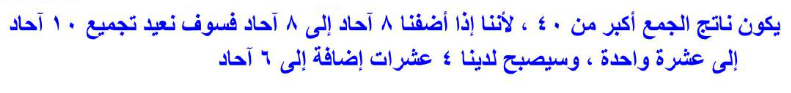 يكون ناتج الجمع أكبر من ٤٠ ، لأننا إذا أضفنا ٨ آحاد إلى ٨ آحاد فسوف نعيد تجميع ١٠ آحاد
إلى عشرة واحدة ، وسيصبح لدينا ٤ عشرات إضافة إلى ٦ آحاد